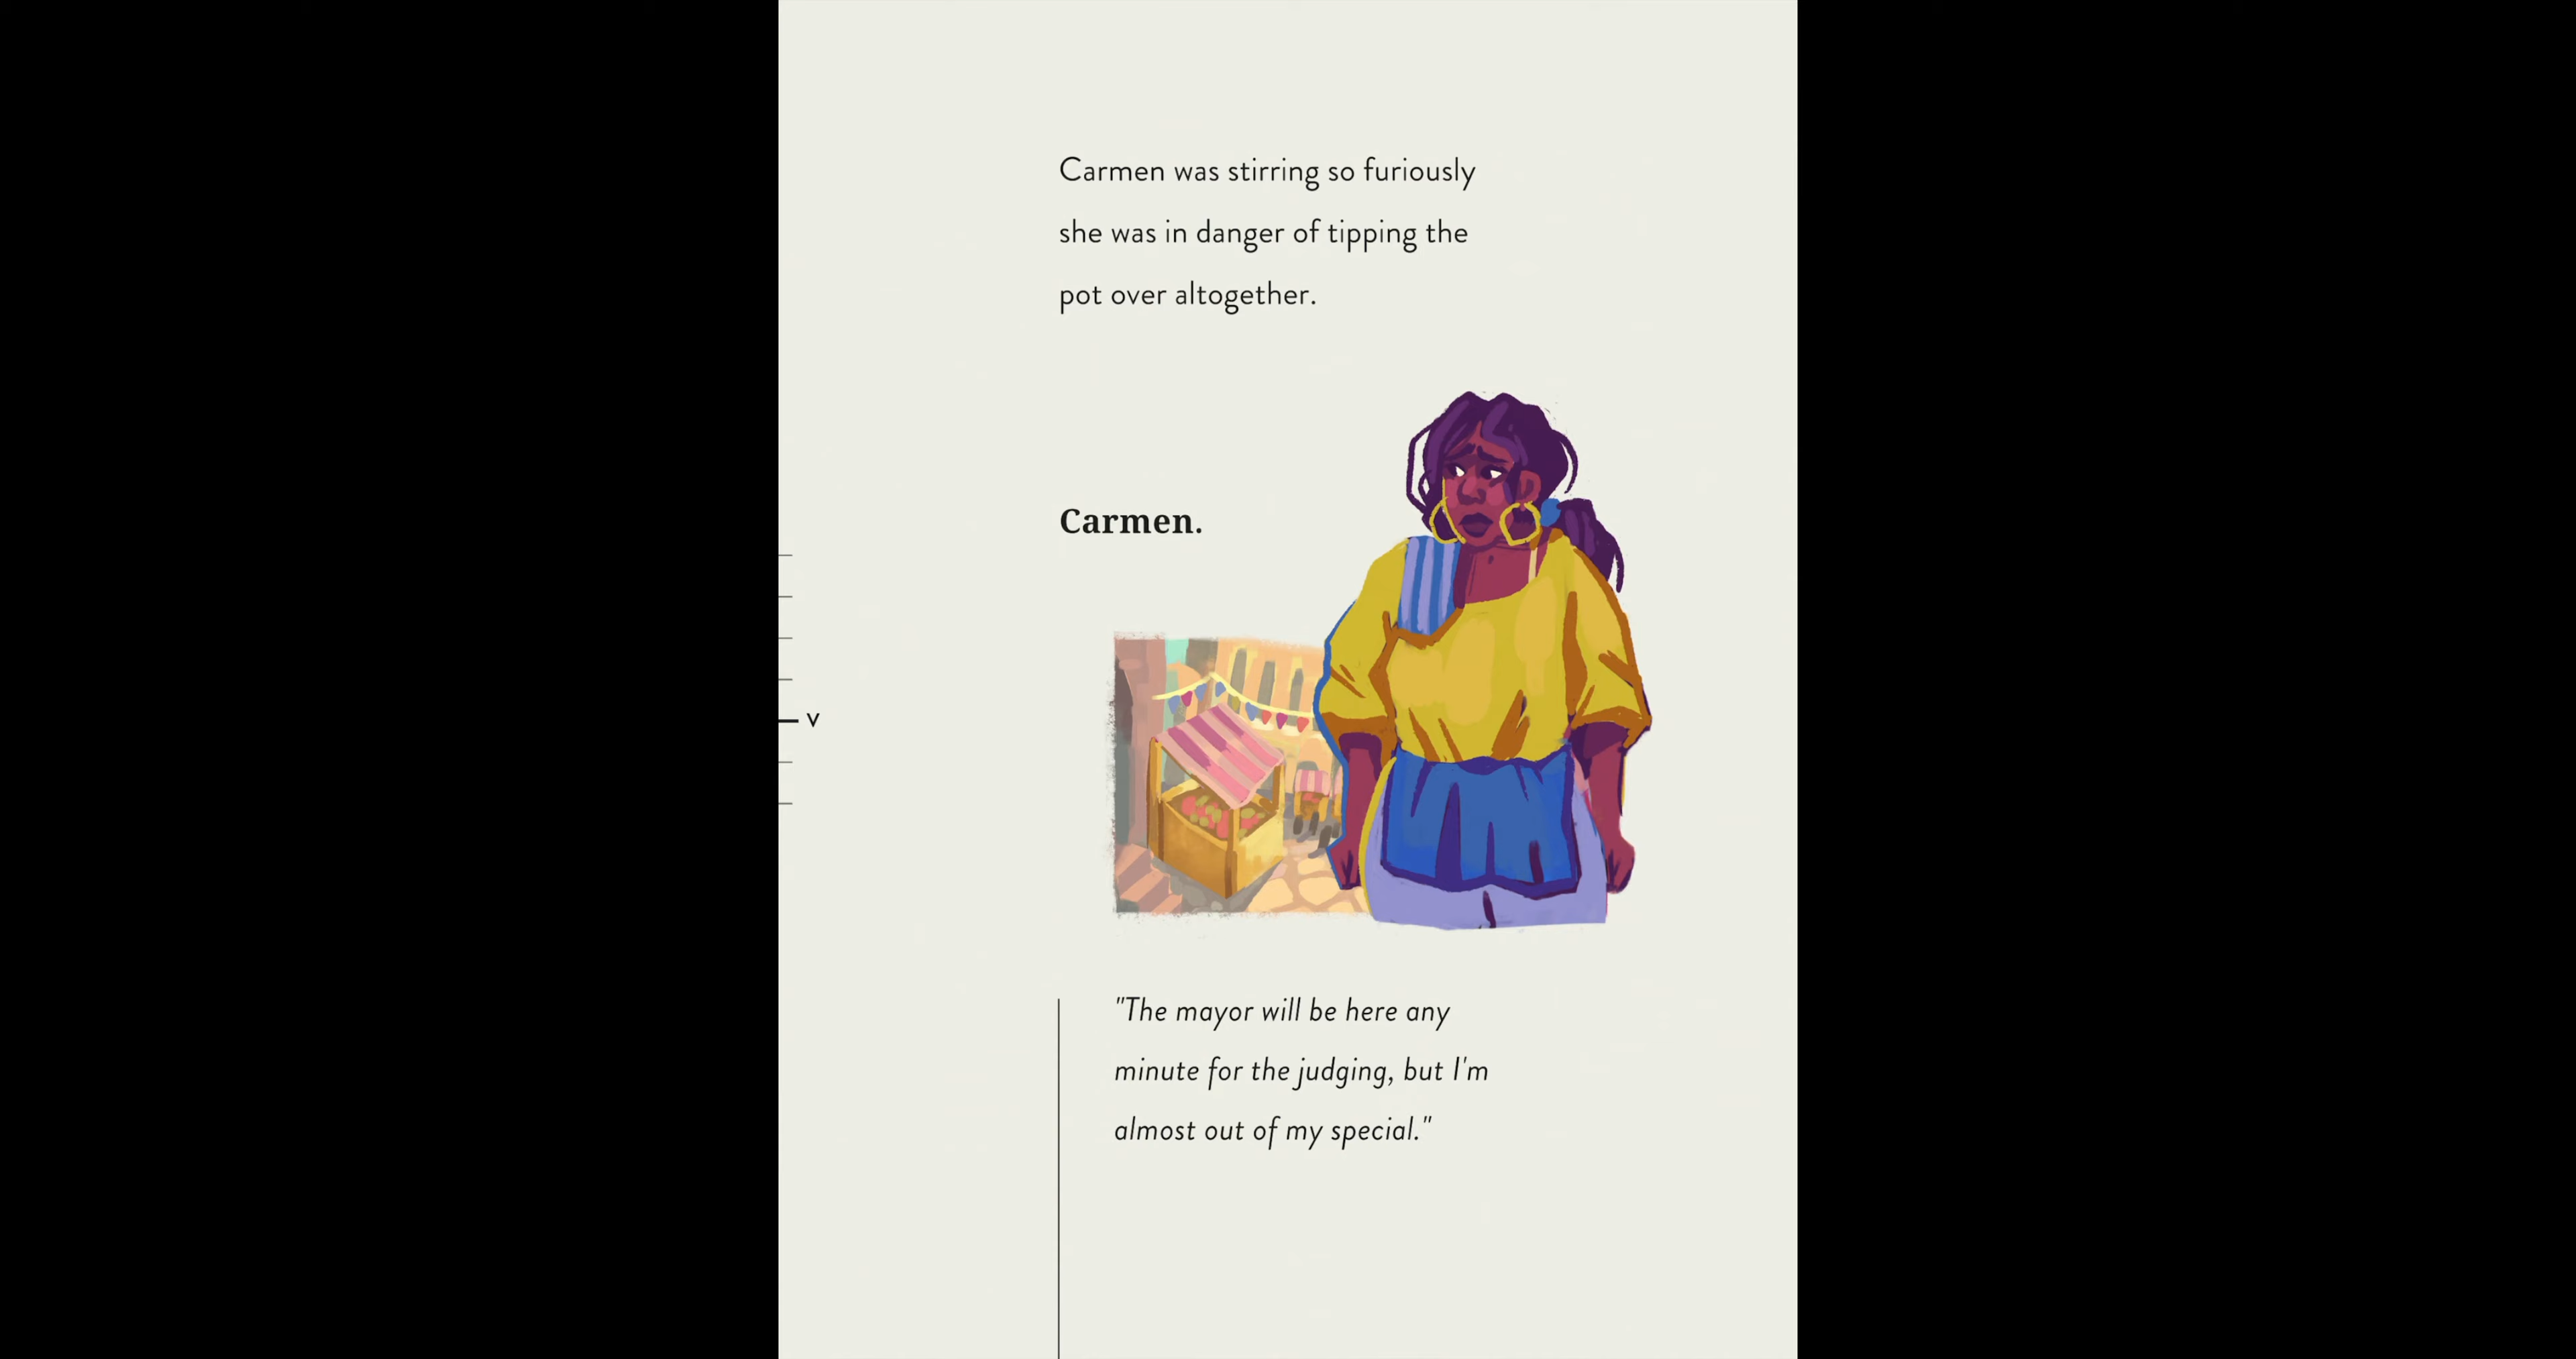 Carmen was stirring so furiously
she was in danger of tipping the
pot over altogether.
Carmen.
V
"The mayor will be here any
minute for the judging, but I'm
almost out of my special."